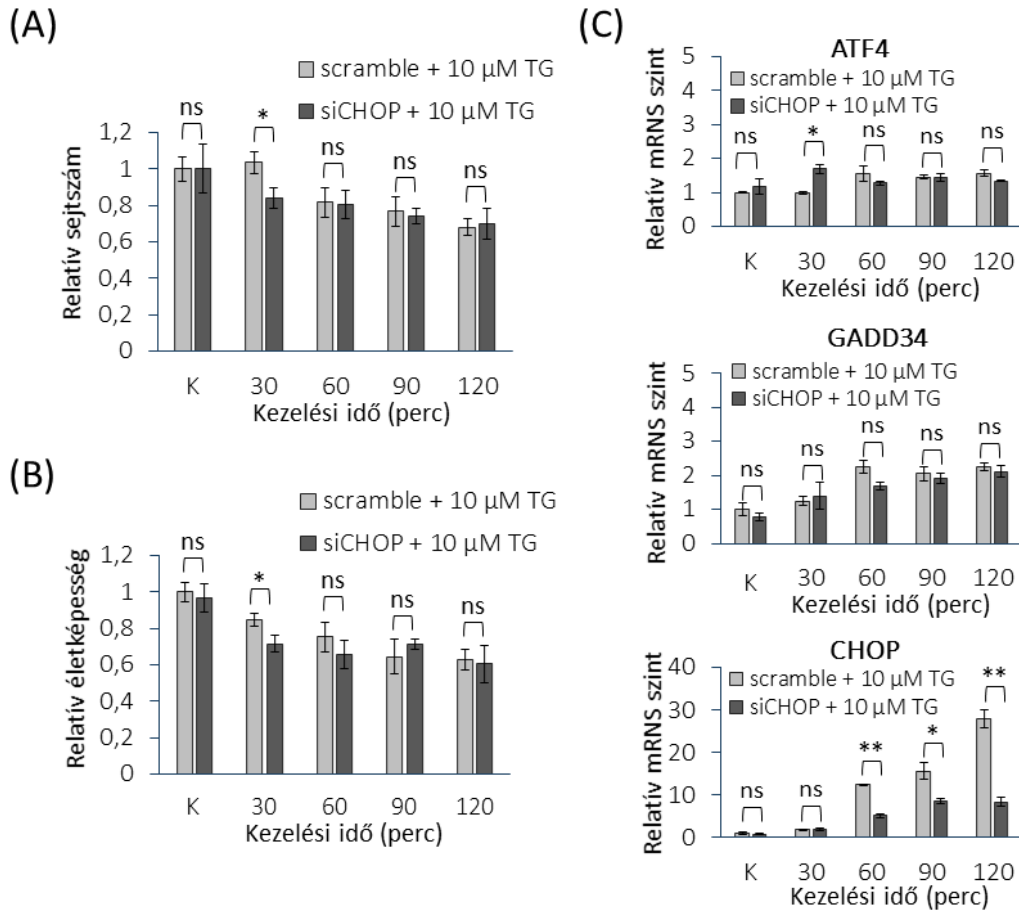 (A)
scramble + 10 µM TG
siCHOP + 10 µM TG
ns
*
ns
ns
ns
1,2
1
0,8
0,6
0,4
0,2
0
Relatív sejtszám
K 30 60 90 120
Kezelési idő (perc)
(B)
scramble + 10 µM TG
siCHOP + 10 µM TG
ns
*
ns
ns
ns
1,2
1
0,8
0,6
0,4
0,2
0
Relatív életképesség
K 30 60 90 120
Kezelési idő (perc)
(C)
ATF4
scramble + 10 µM TG
siCHOP + 10 µM TG
ns
*
ns
ns
ns
5
4
3
2
1
0
Relatív mRNS szint
K 30 60 90 120
Kezelési idő (perc)
GADD34
scramble + 10 µM TG
siCHOP + 10 µM TG
ns
ns
ns
ns
ns
5
4
3
2
1
0
Relatív mRNS szint
K 30 60 90 120
Kezelési idő (perc)
CHOP
scramble + 10 µM TG
siCHOP + 10 µM TG
ns
ns
**
*
**
40
30
20
10
0
Relatív mRNS szint
K 30 60 90 120
Kezelési idő (perc)